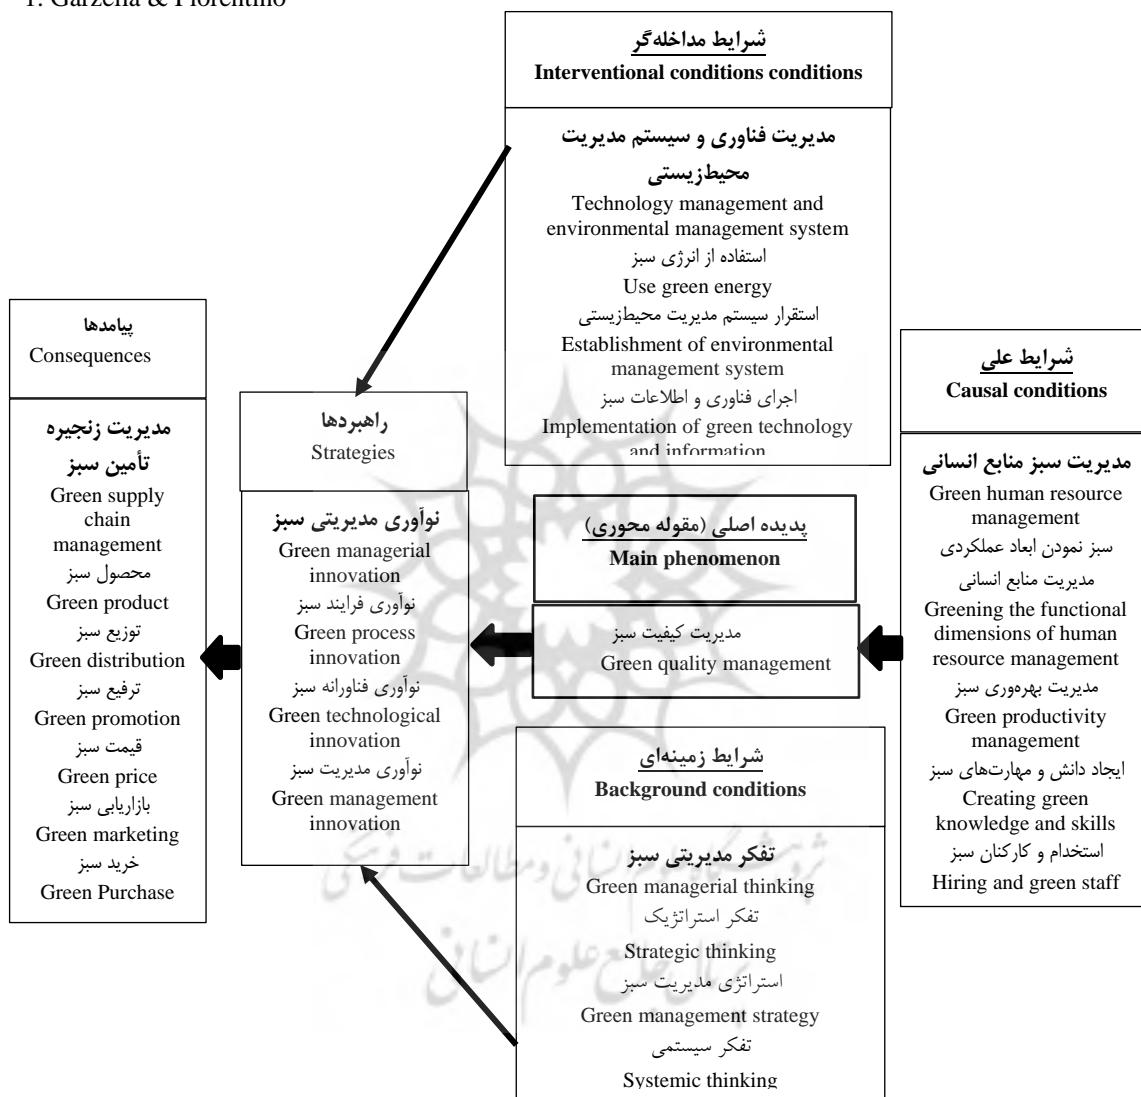 1. Garzella & Fiorentino
شرایط مداخله‌گر
Interventional conditions conditions
مدیریت فناوری و سیستم مدیریت
محیط‌زیستی
Technology management and
environmental management system
استفاده از انرژی سبز
Use green energy
استقرار سیستم مدیریت محیط‌زیستی
Establishment of environmental
management system
اجرای فناوری و اطلاعات سبز
Implementation of green technology
and information
شرایط علی
Causal conditions
مدیریت سبز منابع انسانی
Green human resource
management
سبز نمودن ابعاد عملکردی
مدیریت منابع انسانی
Greening the functional
dimensions of human
resource management
مدیریت بهره‌وری سبز
Green productivity
management
ایجاد دانش و مهارت‌های سبز
Creating green
knowledge and skills
استخدام و کارکنان سبز
Hiring and green staff
پدیده اصلی (مقوله محوری)
Main phenomenon
مدیریت کیفیت سبز
Green quality management
شرایط زمینه‌ای
Background conditions
تفکر مدیریتی سبز
Green managerial thinking
تفکر استراتژیک
Strategic thinking
استراتژی مدیریت سبز
Green management strategy
تفکر سیستمی
Systemic thinking
راهبردها
Strategies
نوآوری مدیریتی سبز
Green managerial
innovation
نوآوری فرایند سبز
Green process
innovation
نوآوری فناورانه سبز
Green technological
innovation
نوآوری مدیریت سبز
Green management
innovation
پیامدها
Consequences
مدیریت زنجیره
تأمین سبز
Green supply
chain
management
محصول سبز
Green product
توزیع سبز
Green distribution
ترفیع سبز
Green promotion
قیمت سبز
Green price
بازاریابی سبز
Green marketing
خرید سبز
Green Purchase
پژوهشگاه علوم انسانی و مطالعات فرهنگی
پرتال جامع علوم انسانی